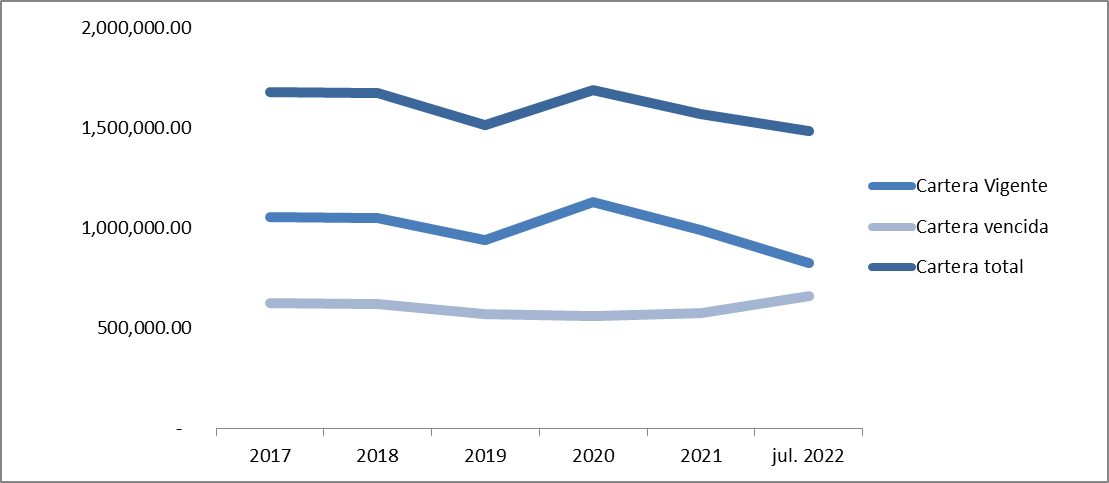 2,000,000.00
1,500,000.00
1,000,000.00
500,000.00
-
2017 2018 2019 2020 2021 jul. 2022
Cartera Vigente
Cartera vencida
Cartera total